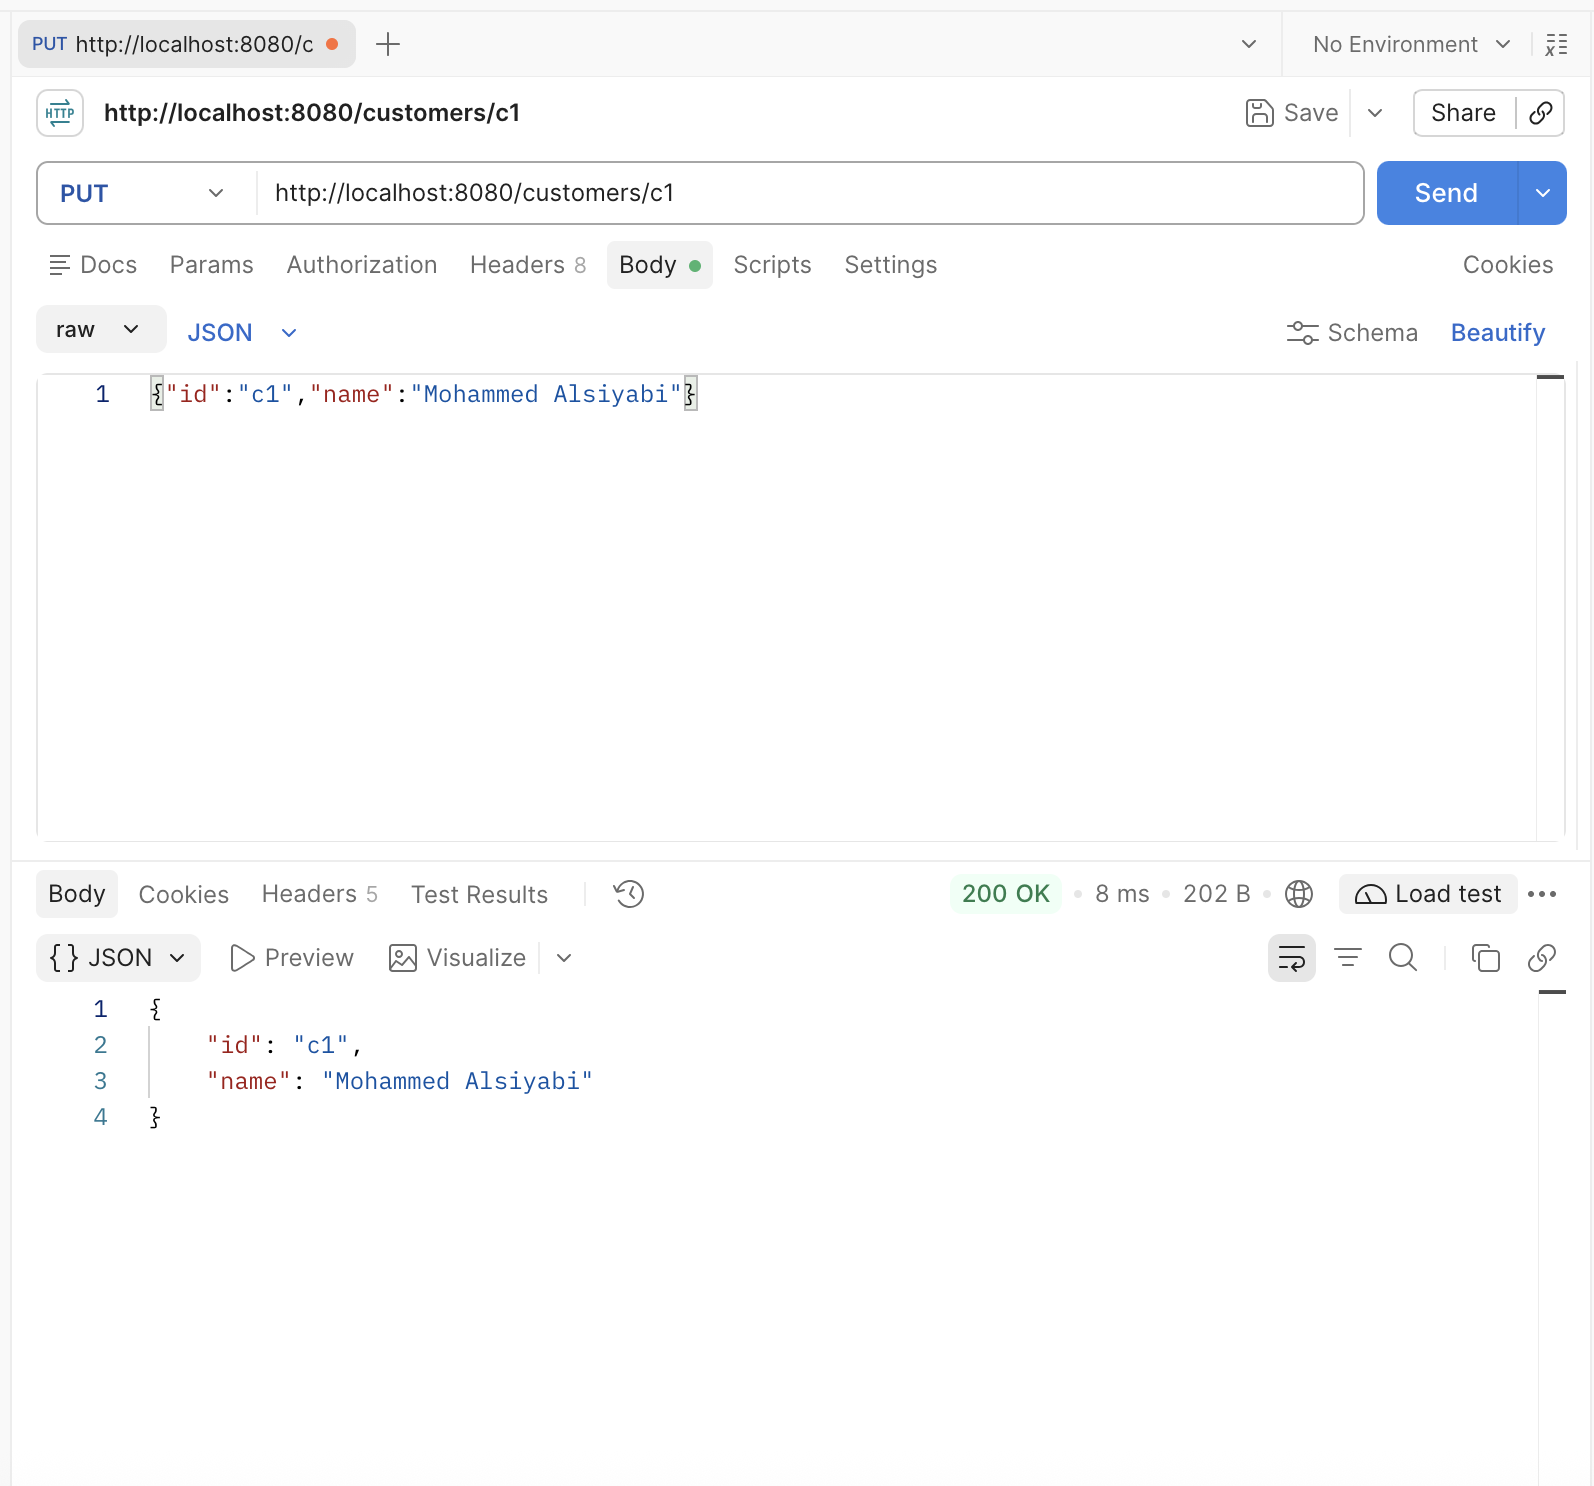 PUT http://localhost:8080/c
No Environment
HTTP http://localhost:8080/customers/c1
Save
Share
PUT http://localhost:8080/customers/c1
Send
Docs Params Authorization Headers 8 Body Scripts Settings Cookies
raw JSON Schema Beautify
1 {"id":"c1","name":"Mohammed Alsiyabi"}
Body Cookies Headers 5 Test Results 200 OK 8 ms 202 B Load test
{} JSON Preview Visualize
1 {
2 "id": "c1",
3 "name": "Mohammed Alsiyabi"
4 }